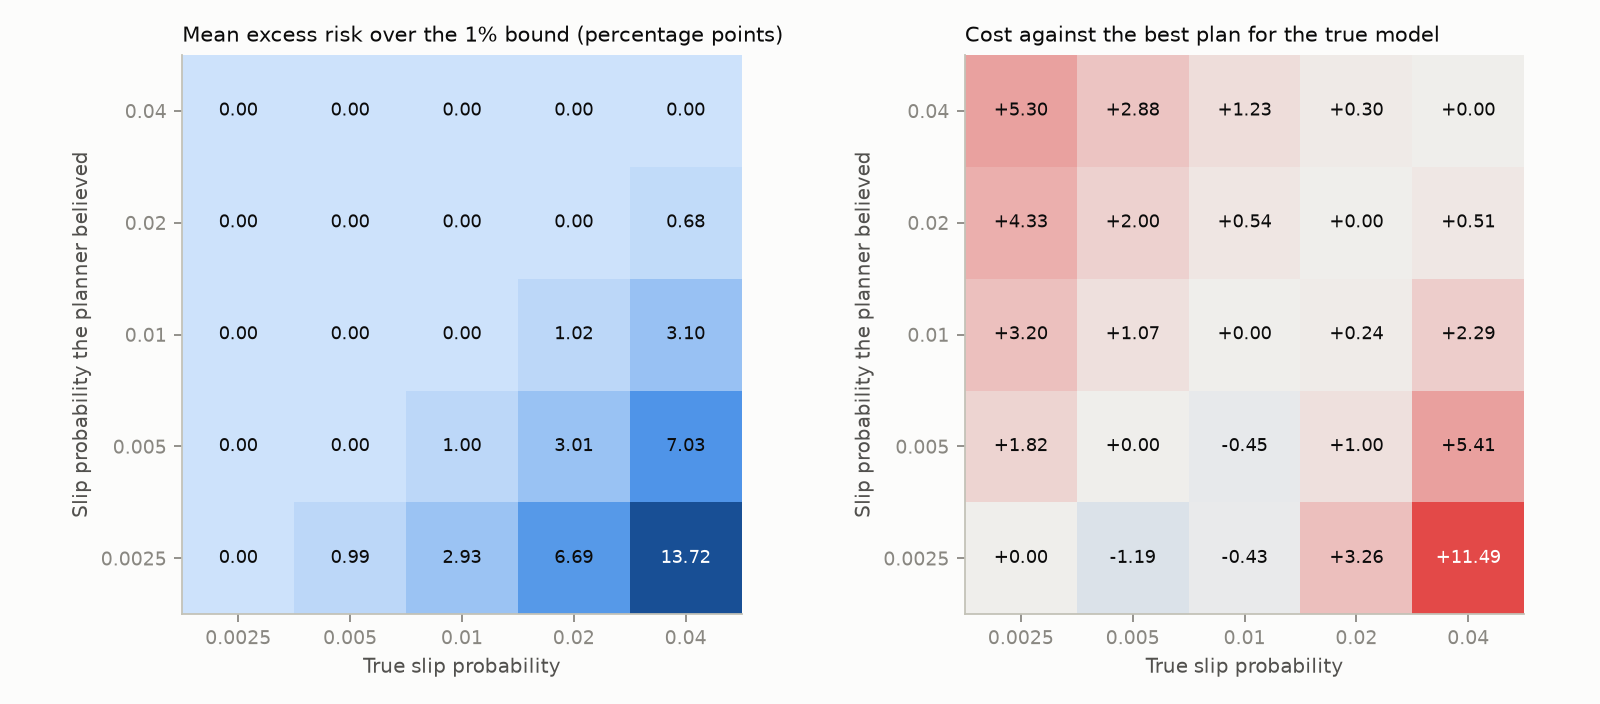 Mean excess risk over the 1% bound (percentage points)
Slip probability the planner believed
0.04 0.00 0.00 0.00 0.00 0.00
0.02 0.00 0.00 0.00 0.00 0.68
0.01 0.00 0.00 0.00 1.02 3.10
0.005 0.00 0.00 1.00 3.01 7.03
0.0025 0.00 0.99 2.93 6.69 13.72
0.0025 0.005 0.01 0.02 0.04
True slip probability
Cost against the best plan for the true model
Slip probability the planner believed
0.04 +5.30 +2.88 +1.23 +0.30 +0.00
0.02 +4.33 +2.00 +0.54 +0.00 +0.51
0.01 +3.20 +1.07 +0.00 +0.24 +2.29
0.005 +1.82 +0.00 -0.45 +1.00 +5.41
0.0025 +0.00 -1.19 -0.43 +3.26 +11.49
0.0025 0.005 0.01 0.02 0.04
True slip probability